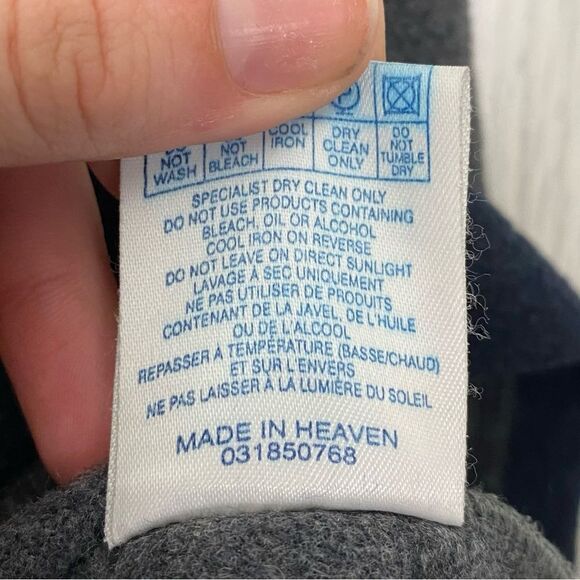 NOT WASH
NOT BLEACH
COOL IRON
DRY CLEAN ONLY
DO NOT TUMBLE DRY
SPECIALIST DRY CLEAN ONLY
DO NOT USE PRODUCTS CONTAINING
BLEACH, OIL OR ALCOHOL
COOL IRON ON REVERSE
DO NOT LEAVE ON DIRECT SUNLIGHT
LAVAGE À SEC UNIQUEMENT
NE PAS UTILISER DE PRODUITS
CONTENANT DE LA JAVEL, DE L'HUILE
OU DE L'ALCOOL
REPASSER A TEMPÉRATURE (BASSE/CHAUD)
ET SUR L'ENVERS
NE PAS LAISSER À LA LUMIÈRE DU SOLEIL
MADE IN HEAVEN
031850768